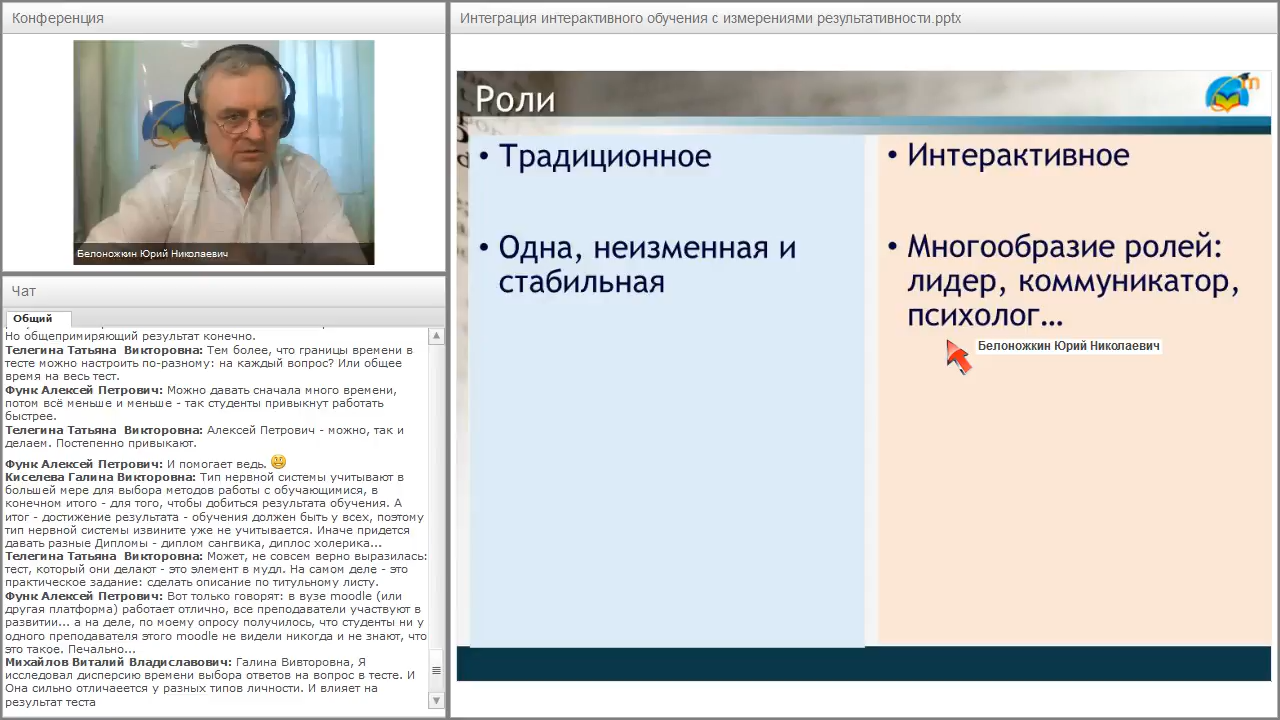 Конференция
Белоножкин Юрий Николаевич
Чат
Общий
Но общепримиряющий результат конечно.
Телегина Татьяна Викторовна: Тем более, что границы времени в
тесте можно настроить по-разному: на каждый вопрос? Или общее
время на весь тест.
Функ Алексей Петрович: Можно давать сначала много времени,
потом всё меньше и меньше - так студенты привыкнут работать
быстрее.
Телегина Татьяна Викторовна: Алексей Петрович - можно, так и
делаем. Постепенно привыкают.
Функ Алексей Петрович: И помогает ведь.
Киселева Галина Викторовна: Тип нервной системы учитывают в
большей мере для выбора методов работы с обучающимися, в
конечном итого - для того, чтобы добиться результата обучения. А
итог - достижение результата - обучения должен быть у всех, поэтому
тип нервной системы извините уже не учитывается. Иначе придется
давать разные Дипломы - диплом сангвика, диплос холерика...
Телегина Татьяна Викторовна: Может, не совсем верно выразилась:
тест, который они делают - это элемент в мудл. На самом деле - это
практическое задание: сделать описание по титульному листу.
Функ Алексей Петрович: Вот только говорят: в вузе moodle (или
другая платформа) работает отлично, все преподаватели участвуют в
развитии... а на деле, по моему опросу получилось, что студенты ни у
одного преподавателя этого moodle не видели никогда и не знают, что
это такое. Печально...
Михайлов Виталий Владиславович: Галина Вивторовна, Я
исследовал дисперсию времени выбора ответов на вопрос в тесте. И
Она сильно отличаеется у разных типов личности. И влияет на
результат теста
Интеграция интерактивного обучения с измерениями результативности.pptx
Роли
• Традиционное
• Одна, неизменная и
стабильная
• Интерактивное
• Многообразие ролей:
лидер, коммуникатор,
психолог…
Белоножкин Юрий Николаевич